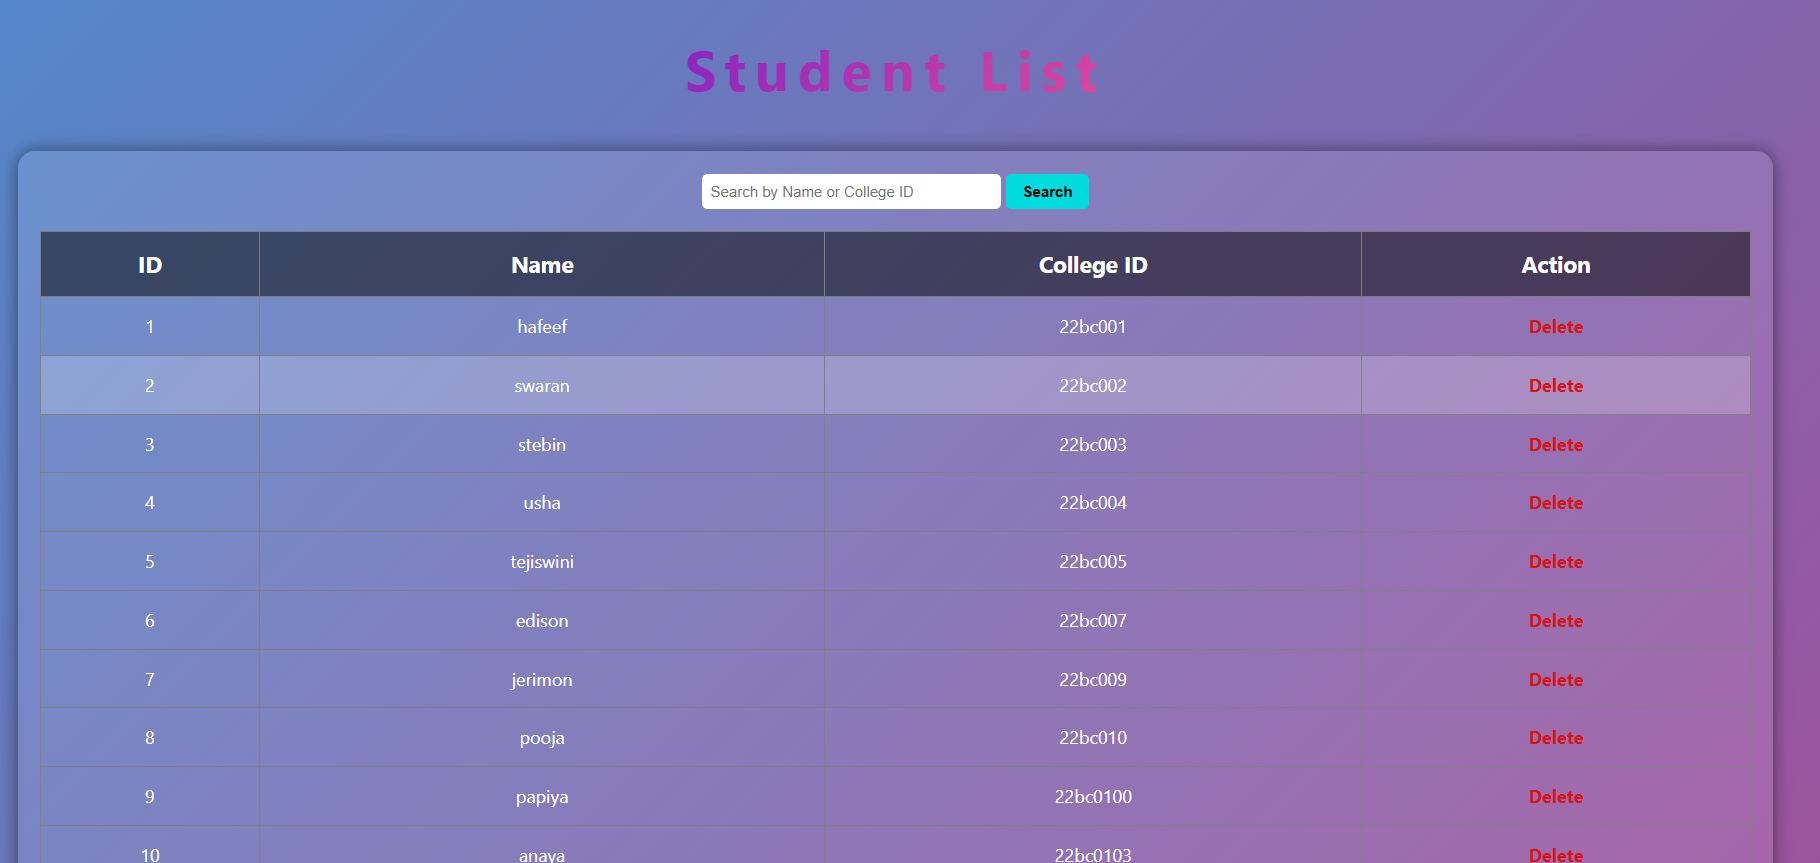 Student List
Search by Name or College ID Search
ID Name College ID Action
1 hafeef 22bc001 Delete
2 swaran 22bc002 Delete
3 stebin 22bc003 Delete
4 usha 22bc004 Delete
5 tejiswini 22bc005 Delete
6 edison 22bc007 Delete
7 jerimon 22bc009 Delete
8 pooja 22bc010 Delete
9 papiya 22bc0100 Delete
10 anaya 22bc0103 Delete